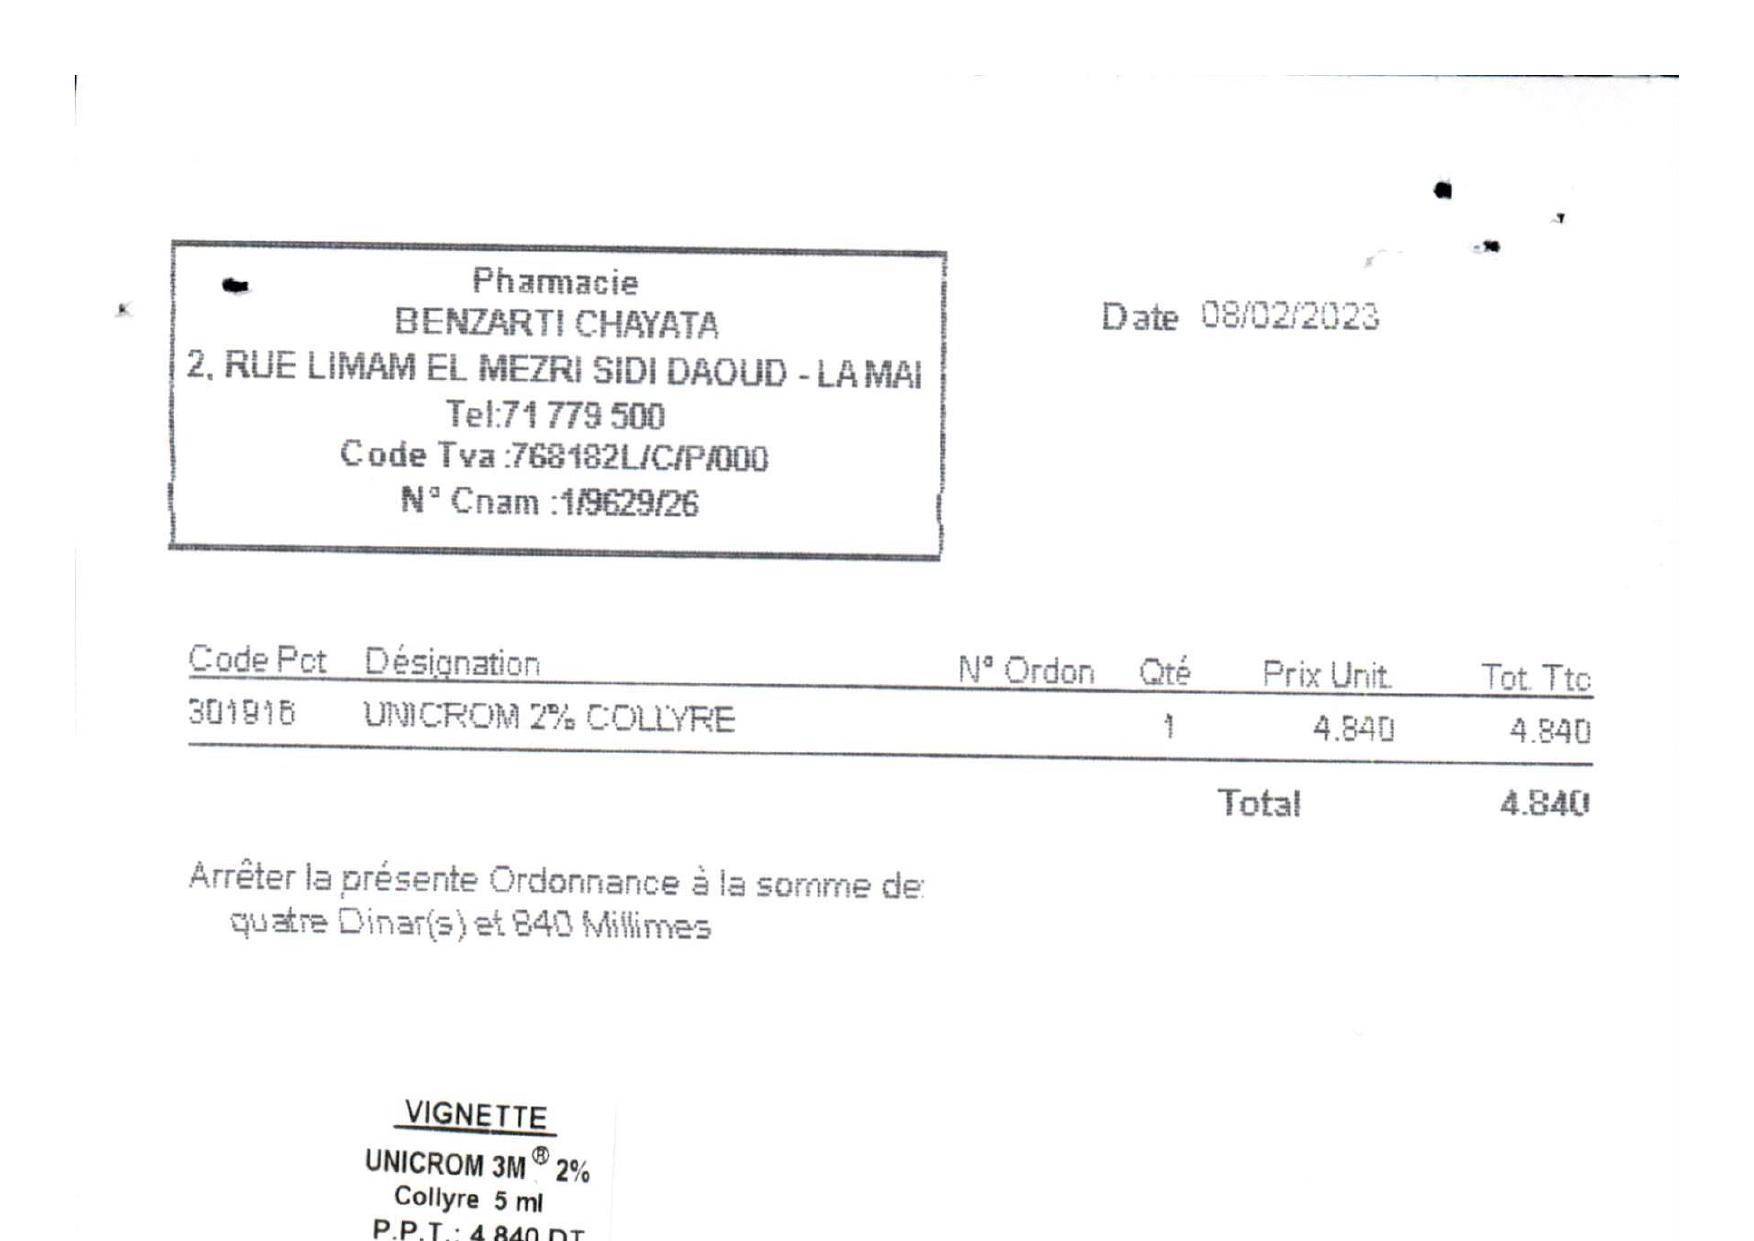 Pharmacie
BENZARTI CHAYATA
2, RUE LIMAM EL MEZRI SIDI DAOUD - LA MAI
Tel:71 779 500
Code Tva :768182L/C/P/000
N° Cnam :1/9629/26
Date 08/02/2023
Code Pct Désignation N° Ordon Qté Prix Unit. Tot. Ttc
301916 UNICROM 2% COLLYRE 1 4.840 4.840
Total 4.840
Arrêter la présente Ordonnance à la somme de:
quatre Dinar(s) et 840 Millimes
VIGNETTE
UNICROM 3M® 2%
Collyre 5 ml
P.P.T.: 4.840 DT